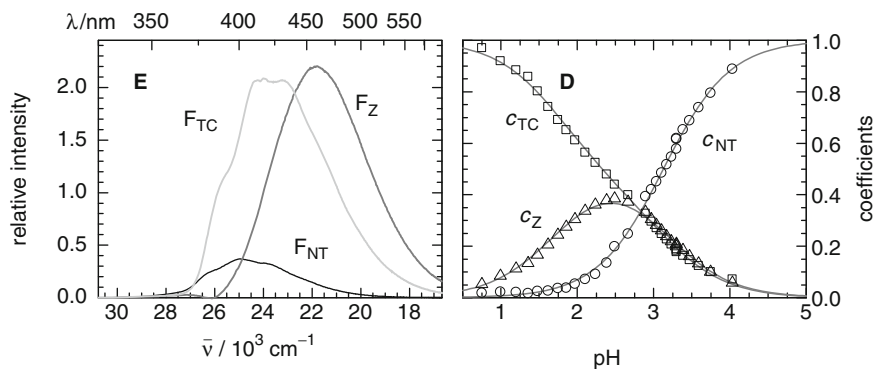 λ/nm 350 400 450 500 550
E
D
F_TC
F_Z
F_NT
c_TC
c_NT
c_Z
relative intensity
2.0
1.5
1.0
0.5
0.0
30 28 26 24 22 20 18
ν̄ / 10³ cm⁻¹
1.0
0.8
0.6
0.4
0.2
0.0
coefficients
1 2 3 4 5
pH